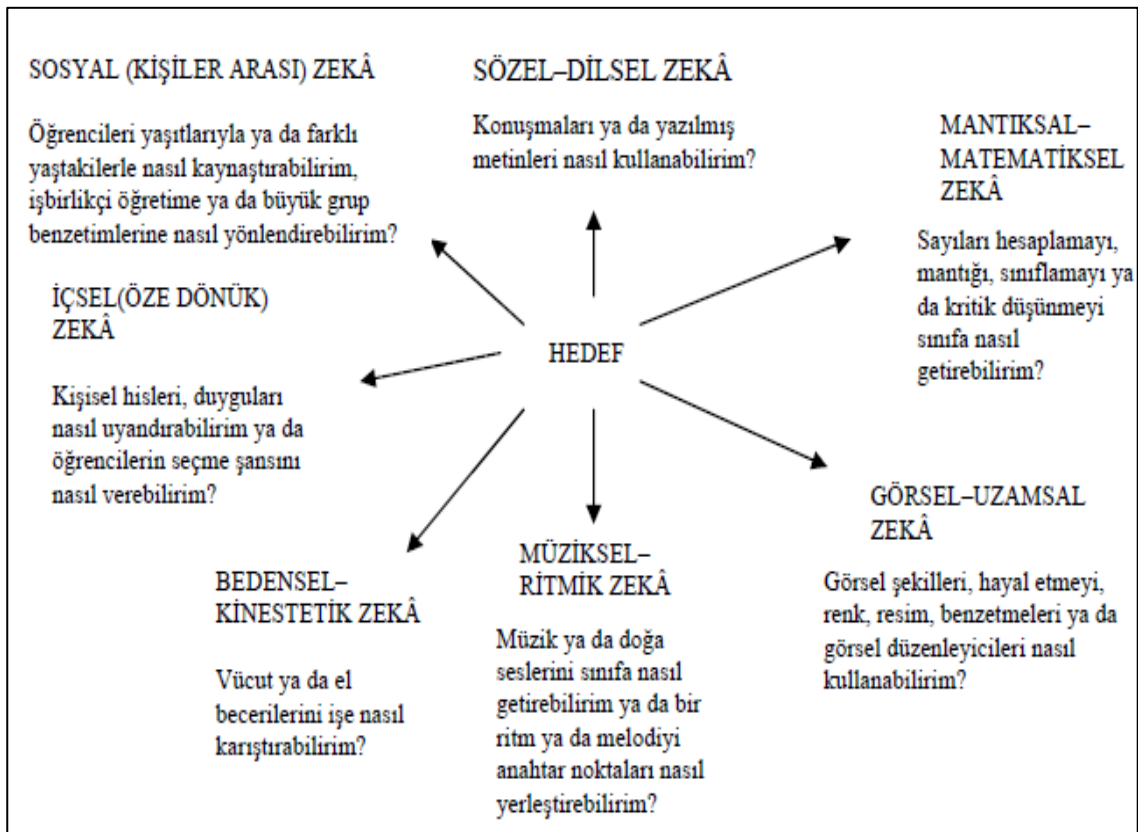 SOSYAL (KİŞİLER ARASI) ZEKÂ
Öğrencileri yaşıtlarıyla ya da farklı
yaştakilerle nasıl kaynaştırabilirim,
işbirlikçi öğretime ya da büyük grup
benzetimlerine nasıl yönlendirebilirim?
SÖZEL–DİLSEL ZEKÂ
Konuşmaları ya da yazılmış
metinleri nasıl kullanabilirim?
MANTIKSAL–
MATEMATİKSEL
ZEKÂ
Sayıları hesaplamayı,
mantığı, sınıflamayı ya
da kritik düşünmeyi
sınıfa nasıl
getirebilirim?
İÇSEL(ÖZE DÖNÜK)
ZEKÂ
Kişisel hisleri, duyguları
nasıl uyandırabilirim ya da
öğrencilerin seçme şansını
nasıl verebilirim?
HEDEF
GÖRSEL–UZAMSAL
ZEKÂ
Görsel şekilleri, hayal etmeyi,
renk, resim, benzetmeleri ya da
görsel düzenleyicileri nasıl
kullanabilirim?
BEDENSEL–
KİNESTETİK ZEKÂ
Vücut ya da el
becerilerini işe nasıl
karıştırabilirim?
MÜZİKSEL–
RİTMİK ZEKÂ
Müzik ya da doğa
seslerini sınıfa nasıl
getirebilirim ya da bir
ritm ya da melodiyi
anahtar noktaları nasıl
yerleştirebilirim?